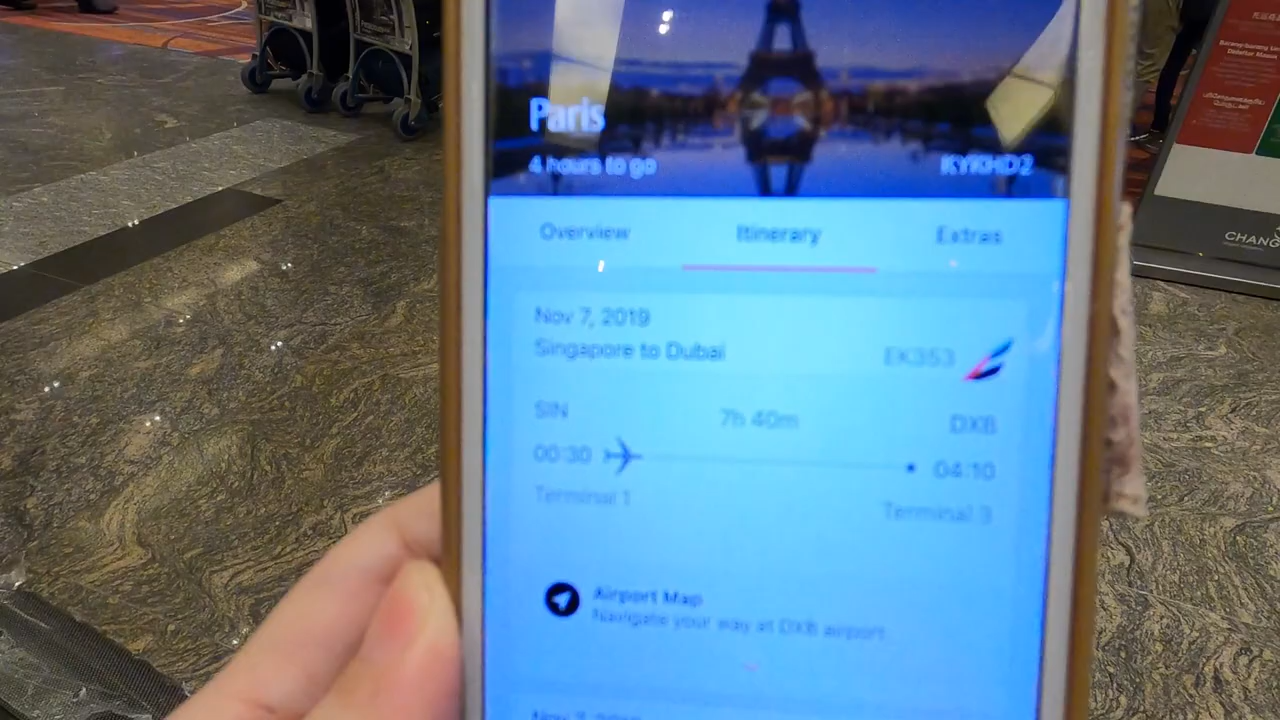 Paris
4 hours to go
Overview
Itinerary
Extras
Nov 7, 2019
Singapore to Dubai
EK353
SIN
7h 40m
DXB
00:30
04:10
Terminal 1
Terminal 3
Airport Map
Navigate your way at DXB airport
CHANG